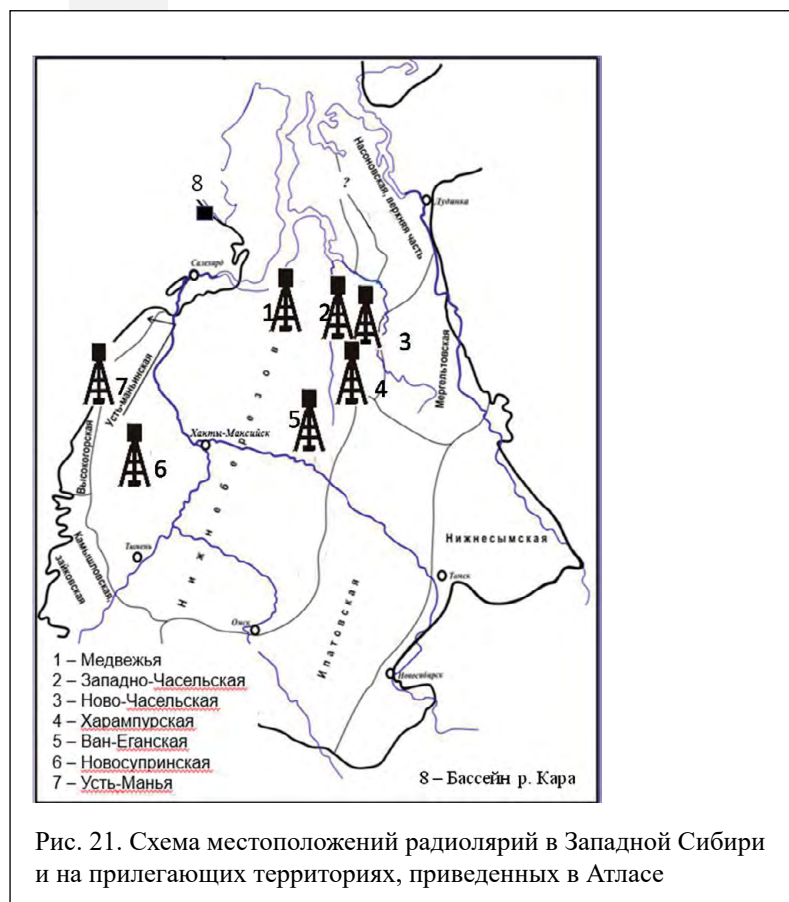 Насоновская, верхняя часть
?
8
Дудинка
Салехард
1
2
3
Мергельтовская
4
Усть-маньинская
7
5
Ханты-Мансийск
Высокогорская
6
Нижнеберезов
Нижнесымская
Тюмень
Камышловская,
зайковская
Томск
Омск
Ипатовская
Новосибирск
1 – Медвежья
2 – Западно-Часельская
3 – Ново-Часельская
4 – Харампурская
5 – Ван-Еганская
6 – Новосупринская
7 – Усть-Манья
8 – Бассейн р. Кара
Рис. 21. Схема местоположений радиолярий в Западной Сибири
и на прилегающих территориях, приведенных в Атласе